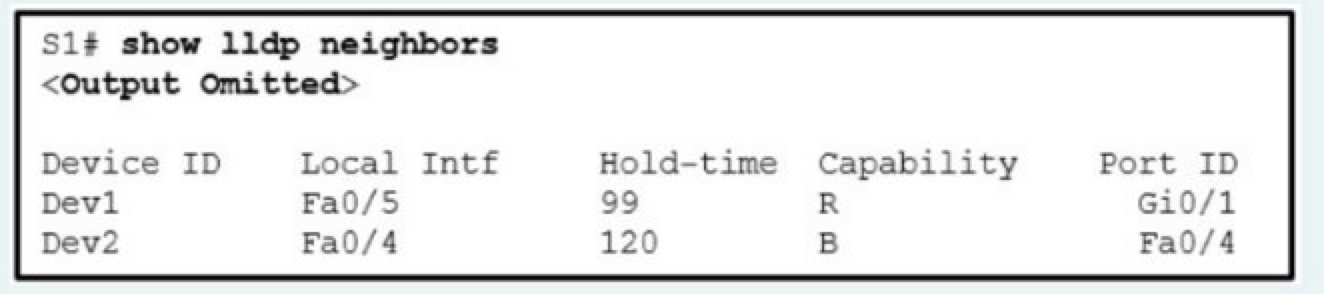 S1# show lldp neighbors
<Output Omitted>
Device ID Local Intf Hold-time Capability Port ID
Dev1 Fa0/5 99 R Gi0/1
Dev2 Fa0/4 120 B Fa0/4